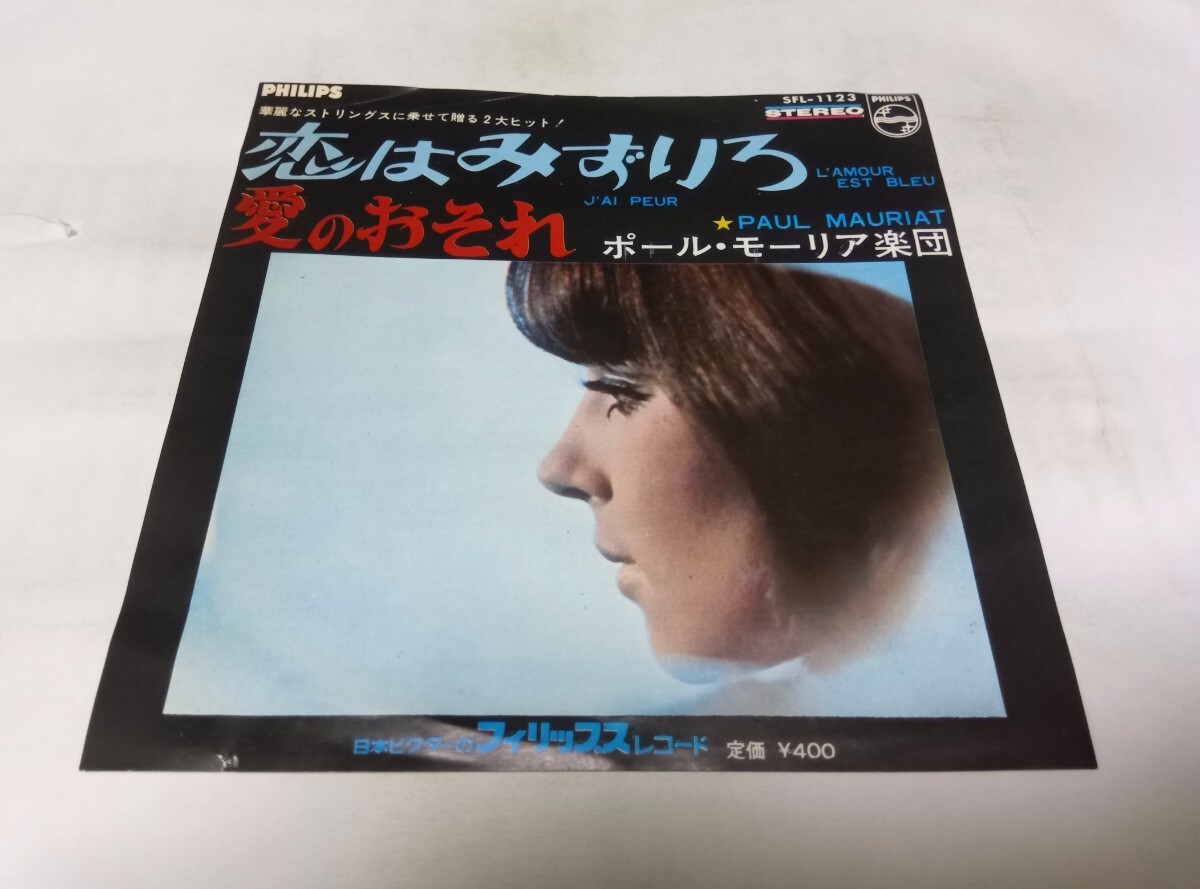 PHILIPS
SFL-1123
STEREO
PHILIPS
華麗なストリングスに乗せて贈る2大ヒット!
恋はみずいろ
L'AMOUR
EST BLEU
J'AI PEUR
愛のおそれ
★PAUL MAURIAT
ポール・モーリア楽団
日本ビクターのフィリップスレコード 定価 ¥400